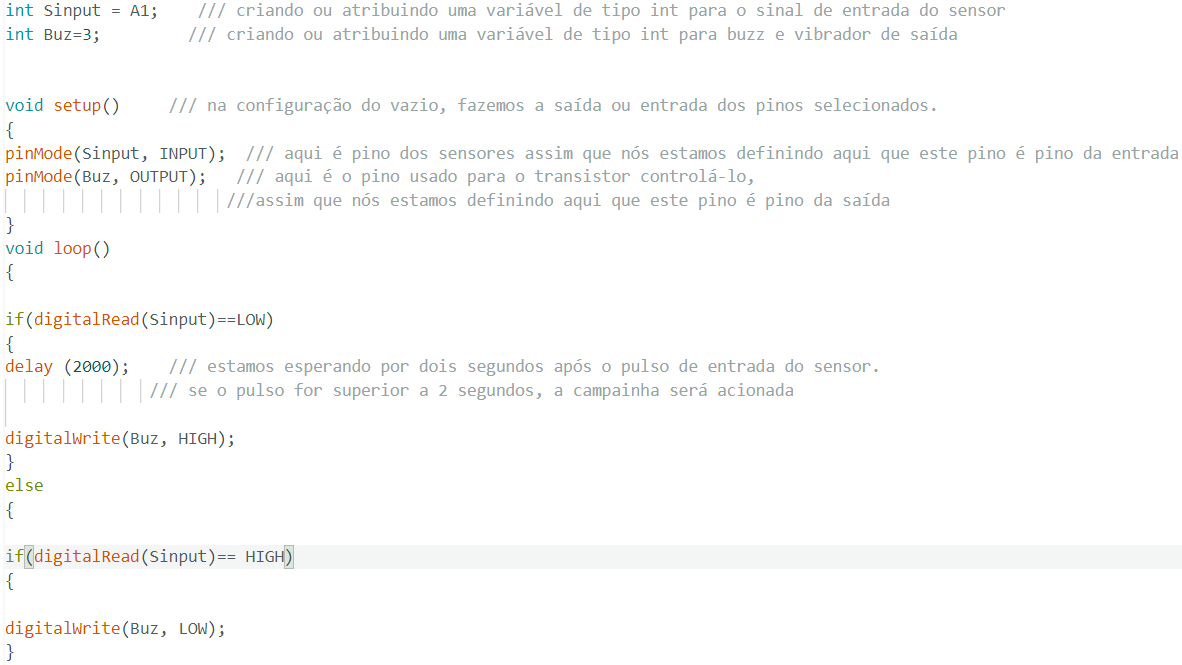 int Sinput = A1;    /// criando ou atribuindo uma variável de tipo int para o sinal de entrada do sensor
int Buz=3;         /// criando ou atribuindo uma variável de tipo int para buzz e vibrador de saída
void setup()     /// na configuração do vazio, fazemos a saída ou entrada dos pinos selecionados.
{
pinMode(Sinput, INPUT);  /// aqui é pino dos sensores assim que nós estamos definindo aqui que este pino é pino da entrada
pinMode(Buz, OUTPUT);   /// aqui é o pino usado para o transistor controlá-lo,
///assim que nós estamos definindo aqui que este pino é pino da saída
}
void loop()
{
if(digitalRead(Sinput)==LOW)
{
delay (2000);    /// estamos esperando por dois segundos após o pulso de entrada do sensor.
/// se o pulso for superior a 2 segundos, a campainha será acionada
digitalWrite(Buz, HIGH);
}
else
{
if(digitalRead(Sinput)== HIGH)
{
digitalWrite(Buz, LOW);
}